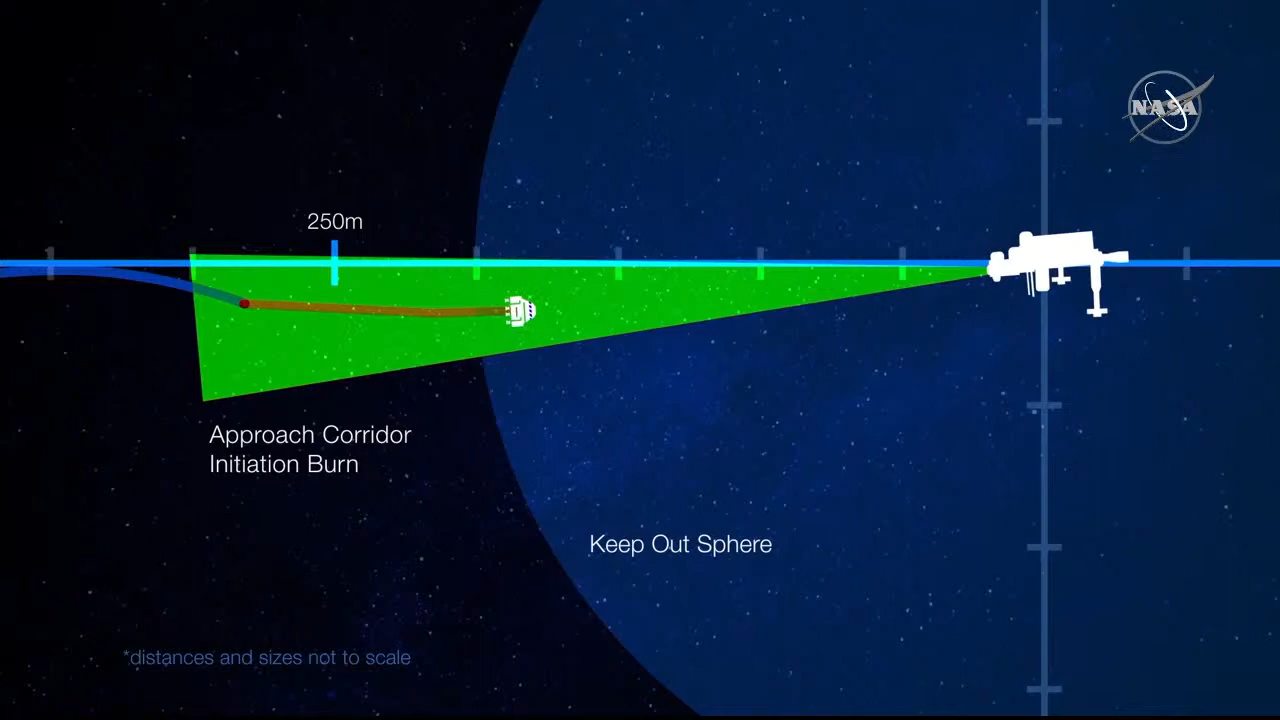 NASA
250m
Approach Corridor
Initiation Burn
Keep Out Sphere
*distances and sizes not to scale